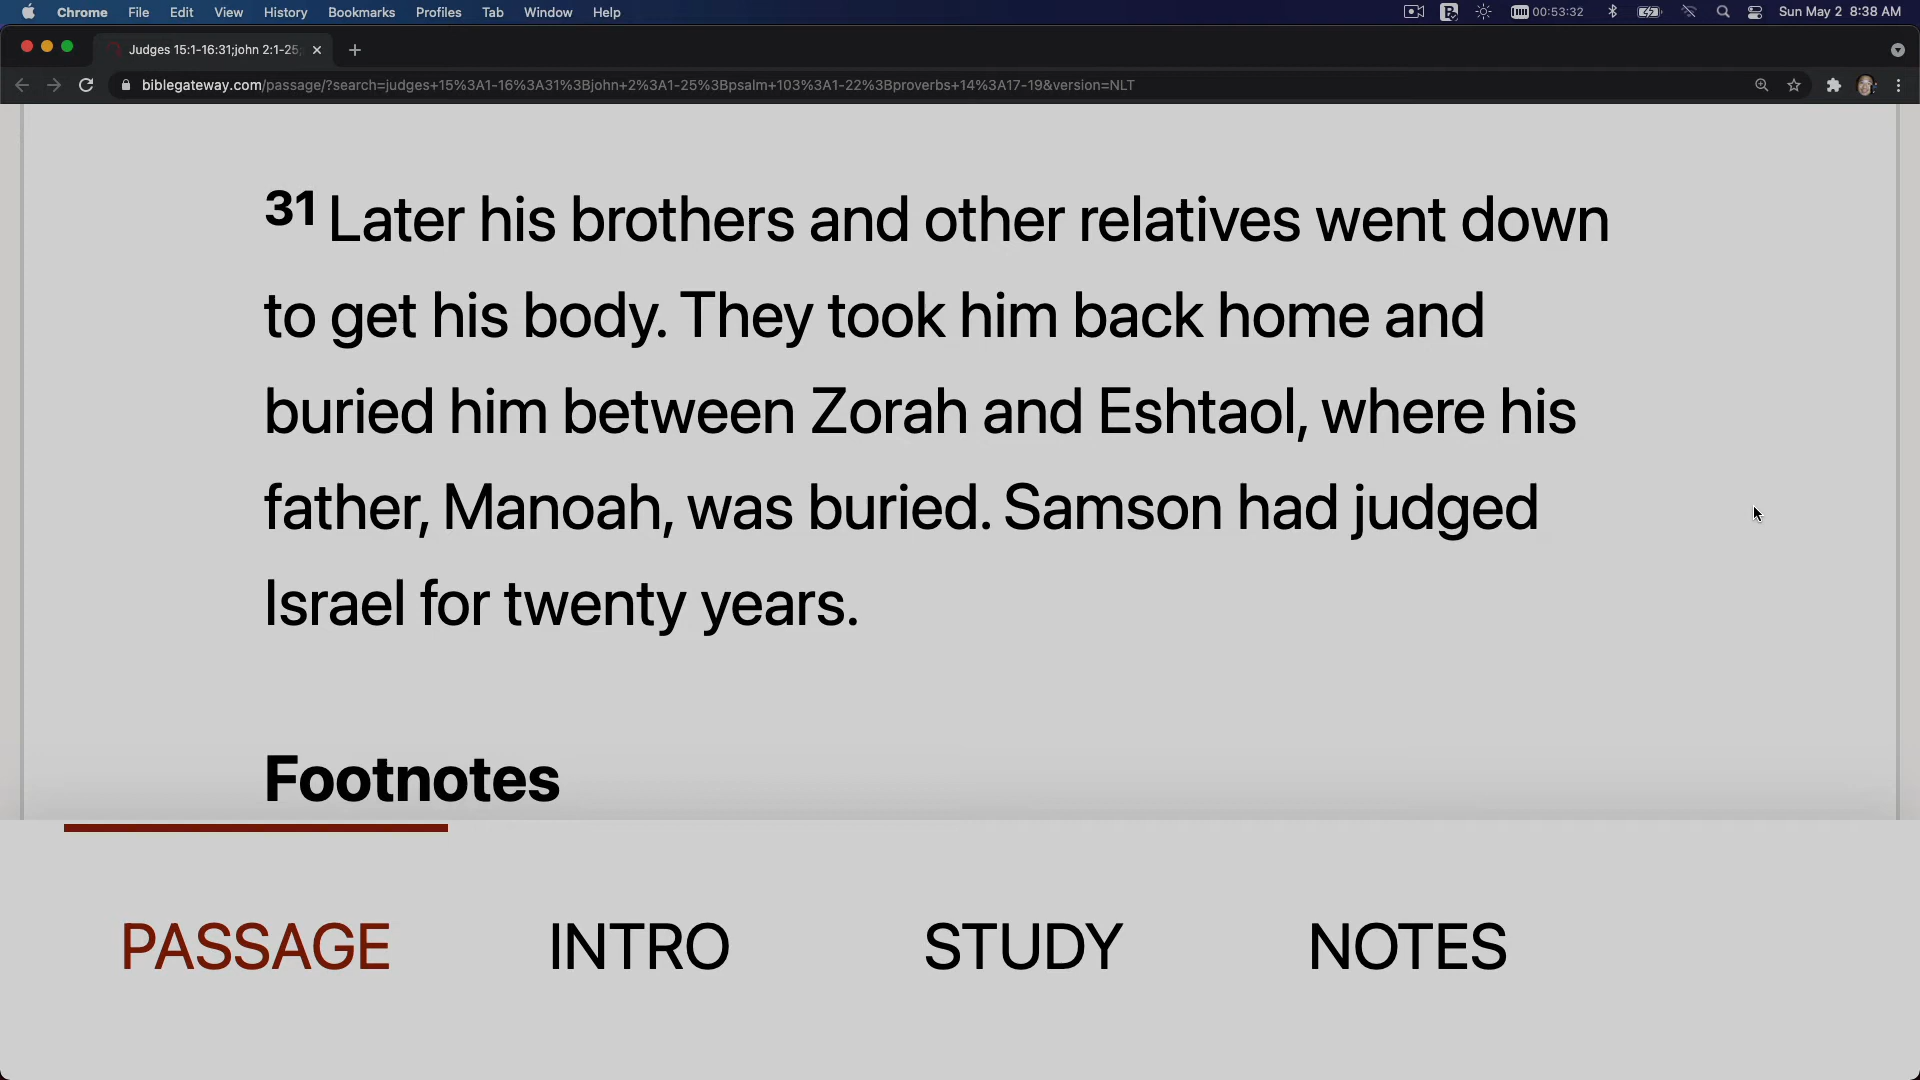 Chrome File Edit View History Bookmarks Profiles Tab Window Help 00:53:32 Sun May 2 8:38 AM
Judges 15:1-16:31;john 2:1-25;
biblegateway.com/passage/?search=judges+15%3A1-16%3A31%3Bjohn+2%3A1-25%3Bpsalm+103%3A1-22%3Bproverbs+14%3A17-19&version=NLT
31 Later his brothers and other relatives went down
to get his body. They took him back home and
buried him between Zorah and Eshtaol, where his
father, Manoah, was buried. Samson had judged
Israel for twenty years.
Footnotes
PASSAGE INTRO STUDY NOTES